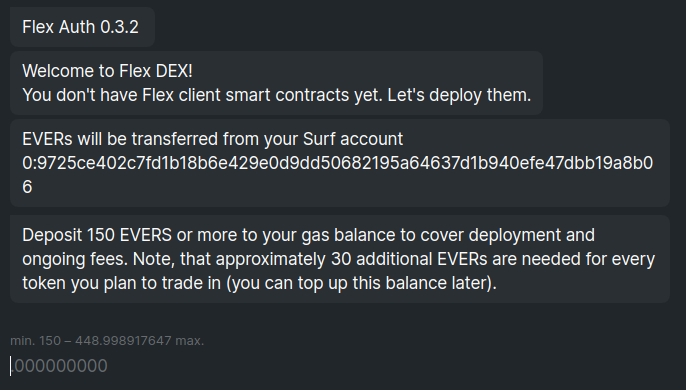 Flex Auth 0.3.2
Welcome to Flex DEX!
You don't have Flex client smart contracts yet. Let's deploy them.
EVERs will be transferred from your Surf account
0:9725ce402c7fd1b18b6e429e0d9dd50682195a64637d1b940efe47dbb19a8b0
6
Deposit 150 EVERS or more to your gas balance to cover deployment and
ongoing fees. Note, that approximately 30 additional EVERs are needed for every
token you plan to trade in (you can top up this balance later).
min. 150 – 448.998917647 max.
.000000000